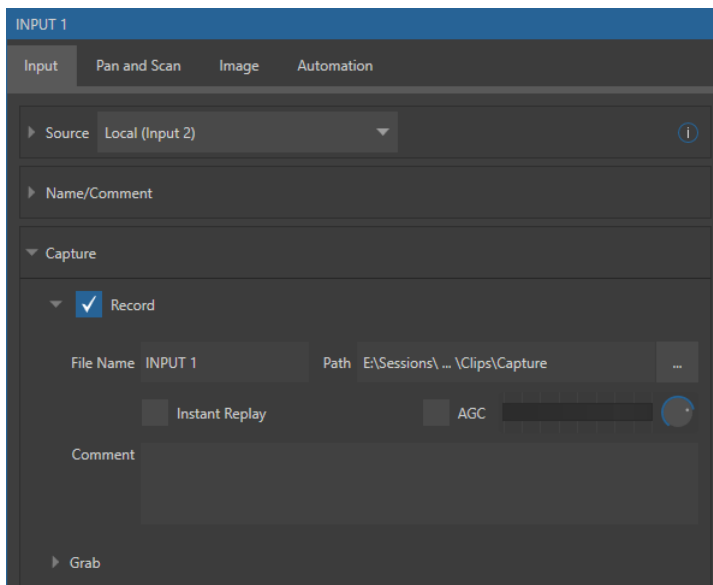 INPUT 1
Input Pan and Scan Image Automation
Source Local (Input 2) i
Name/Comment
Capture
Record
File Name INPUT 1 Path E:\Sessions\ ... \Clips\Capture ...
Instant Replay AGC
Comment
Grab